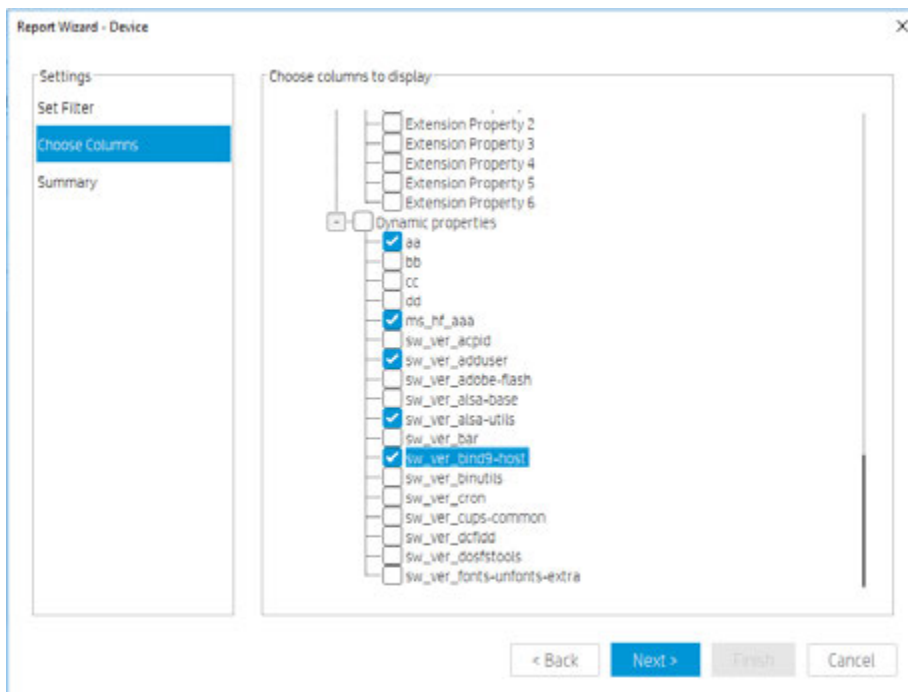 Report Wizard - Device
Settings
Set Filter
Choose Columns
Summary
Choose columns to display
Extension Property 2
Extension Property 3
Extension Property 4
Extension Property 5
Extension Property 6
Dynamic properties
aa
bb
cc
dd
ms_hf_aaa
sw_ver_acpid
sw_ver_adduser
sw_ver_adobe-flash
sw_ver_alsa-base
sw_ver_alsa-utils
sw_ver_bar
sw_ver_bind9-host
sw_ver_binutils
sw_ver_cron
sw_ver_cups-common
sw_ver_dcfldd
sw_ver_dosfstools
sw_ver_fonts-unfonts-extra
< Back
Next >
Finish
Cancel